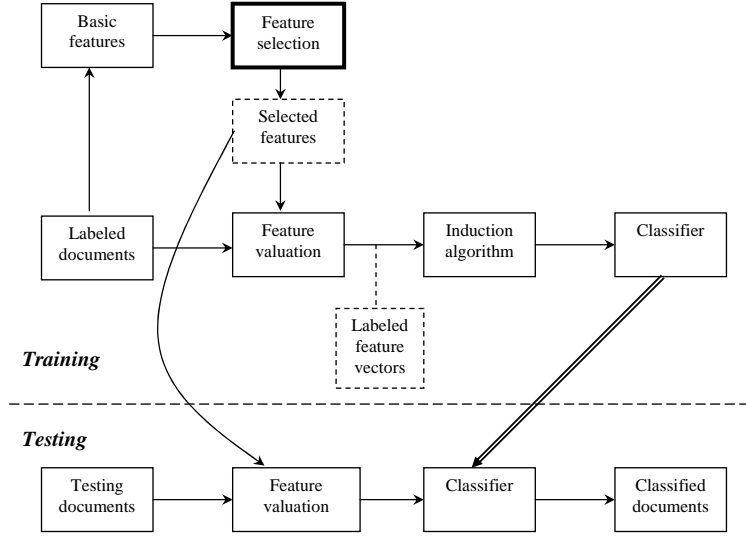 Basic
features
Feature
selection
Selected
features
Labeled
documents
Feature
valuation
Induction
algorithm
Classifier
Labeled
feature
vectors
Training
Testing
Testing
documents
Feature
valuation
Classifier
Classified
documents